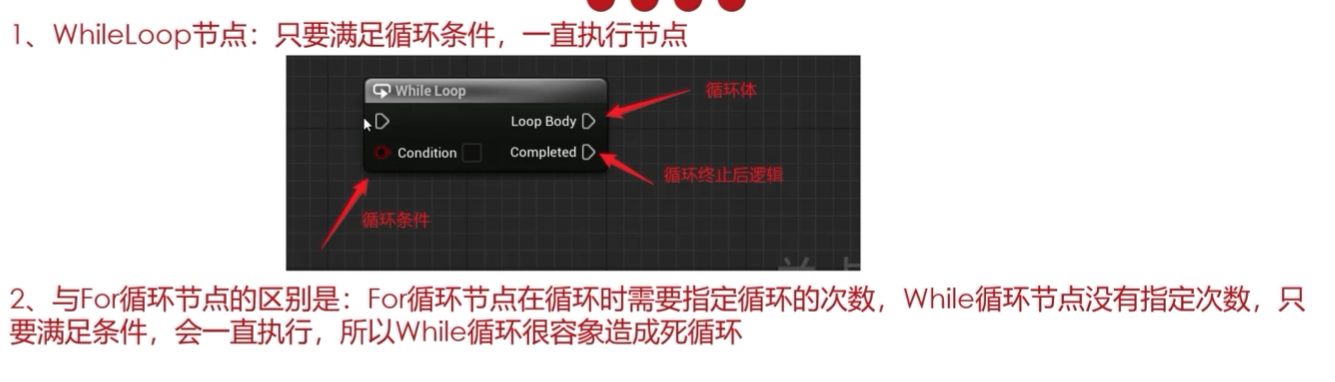 1、WhileLoop节点：只要满足循环条件，一直执行节点
While Loop
循环体
Loop Body
Condition
Completed
循环终止后逻辑
循环条件
2、与For循环节点的区别是：For循环节点在循环时需要指定循环的次数，While循环节点没有指定次数，只
要满足条件，会一直执行，所以While循环很容象造成死循环